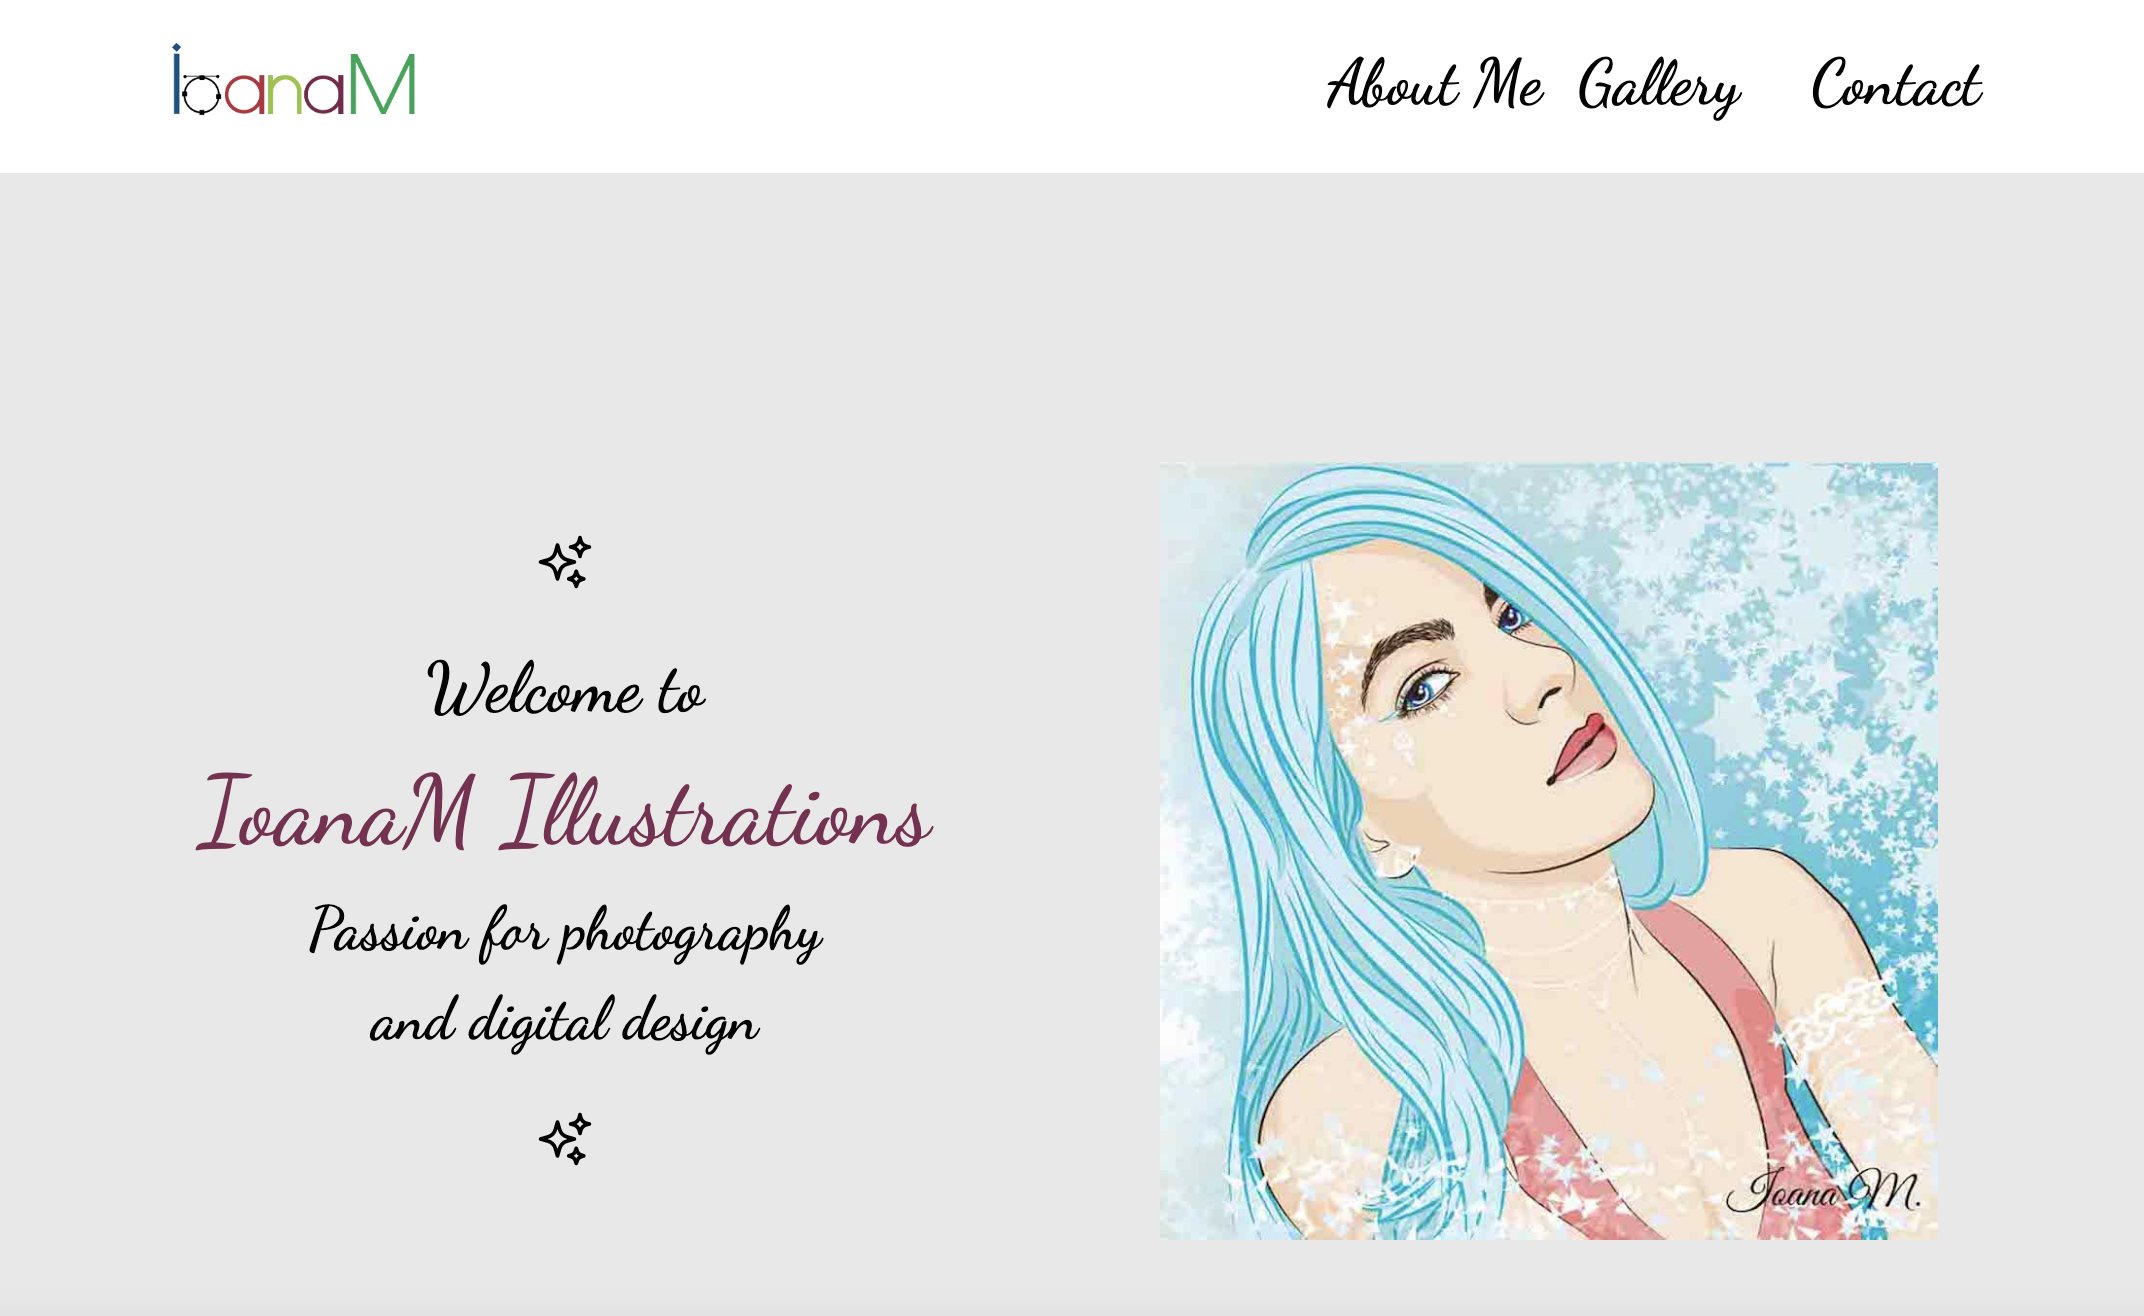 IoanaM
About Me Gallery Contact
Welcome to
IoanaM Illustrations
Passion for photography
and digital design
Ioana M.